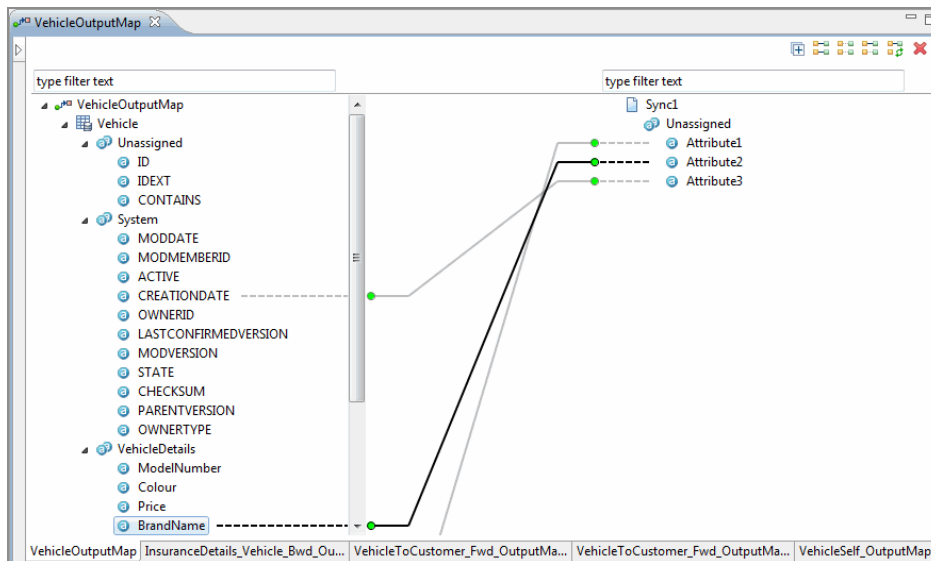 VehicleOutputMap
type filter text
type filter text
VehicleOutputMap
Vehicle
Unassigned
ID
IDEXT
CONTAINS
System
MODDATE
MODMEMBERID
ACTIVE
CREATIONDATE
OWNERID
LASTCONFIRMEDVERSION
MODVERSION
STATE
CHECKSUM
PARENTVERSION
OWNERTYPE
VehicleDetails
ModelNumber
Colour
Price
BrandName
Sync1
Unassigned
Attribute1
Attribute2
Attribute3
VehicleOutputMap InsuranceDetails_Vehicle_Bwd_Ou... VehicleToCustomer_Fwd_OutputMa... VehicleToCustomer_Fwd_OutputMa... VehicleSelf_OutputMap